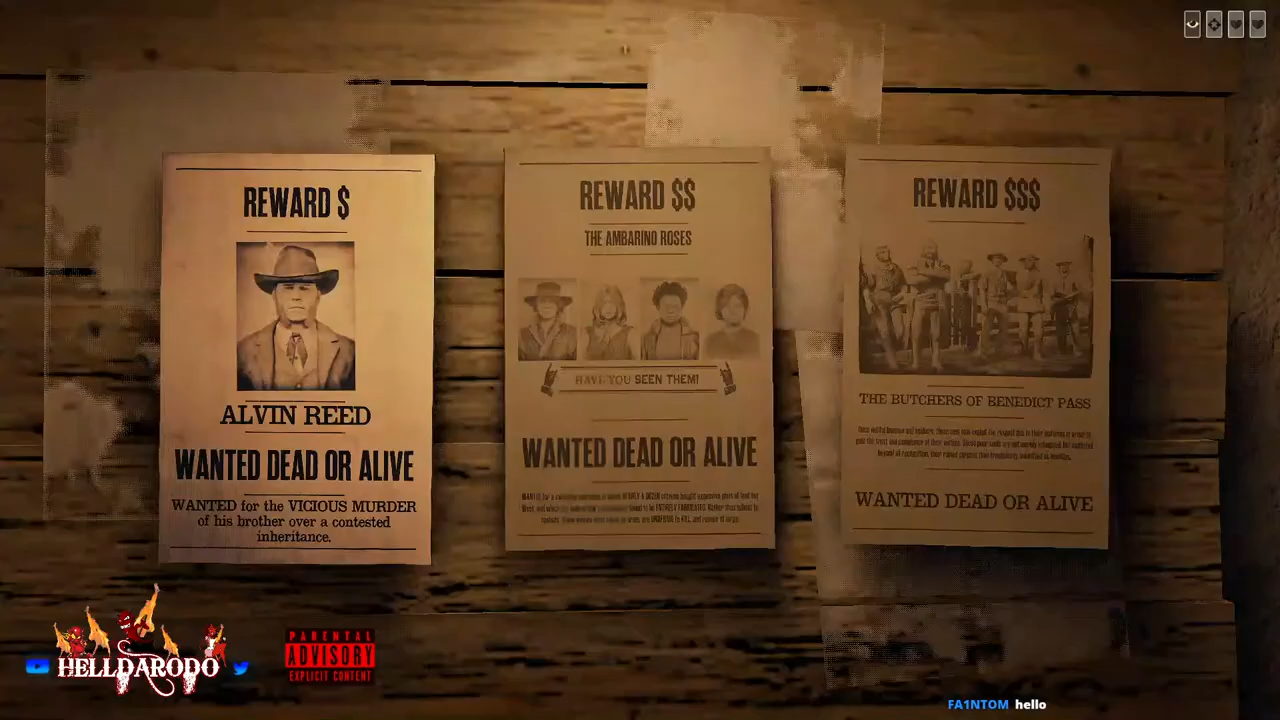 REWARD $
ALVIN REED
WANTED DEAD OR ALIVE
WANTED for the VICIOUS MURDER
of his brother over a contested
inheritance.
REWARD $$
THE AMBARINO ROSES
HAVE YOU SEEN THEM?
WANTED DEAD OR ALIVE
REWARD $$$
THE BUTCHERS OF BENEDICT PASS
WANTED DEAD OR ALIVE
HELLDARODO
PARENTAL
ADVISORY
EXPLICIT CONTENT
FA1NTOM hello